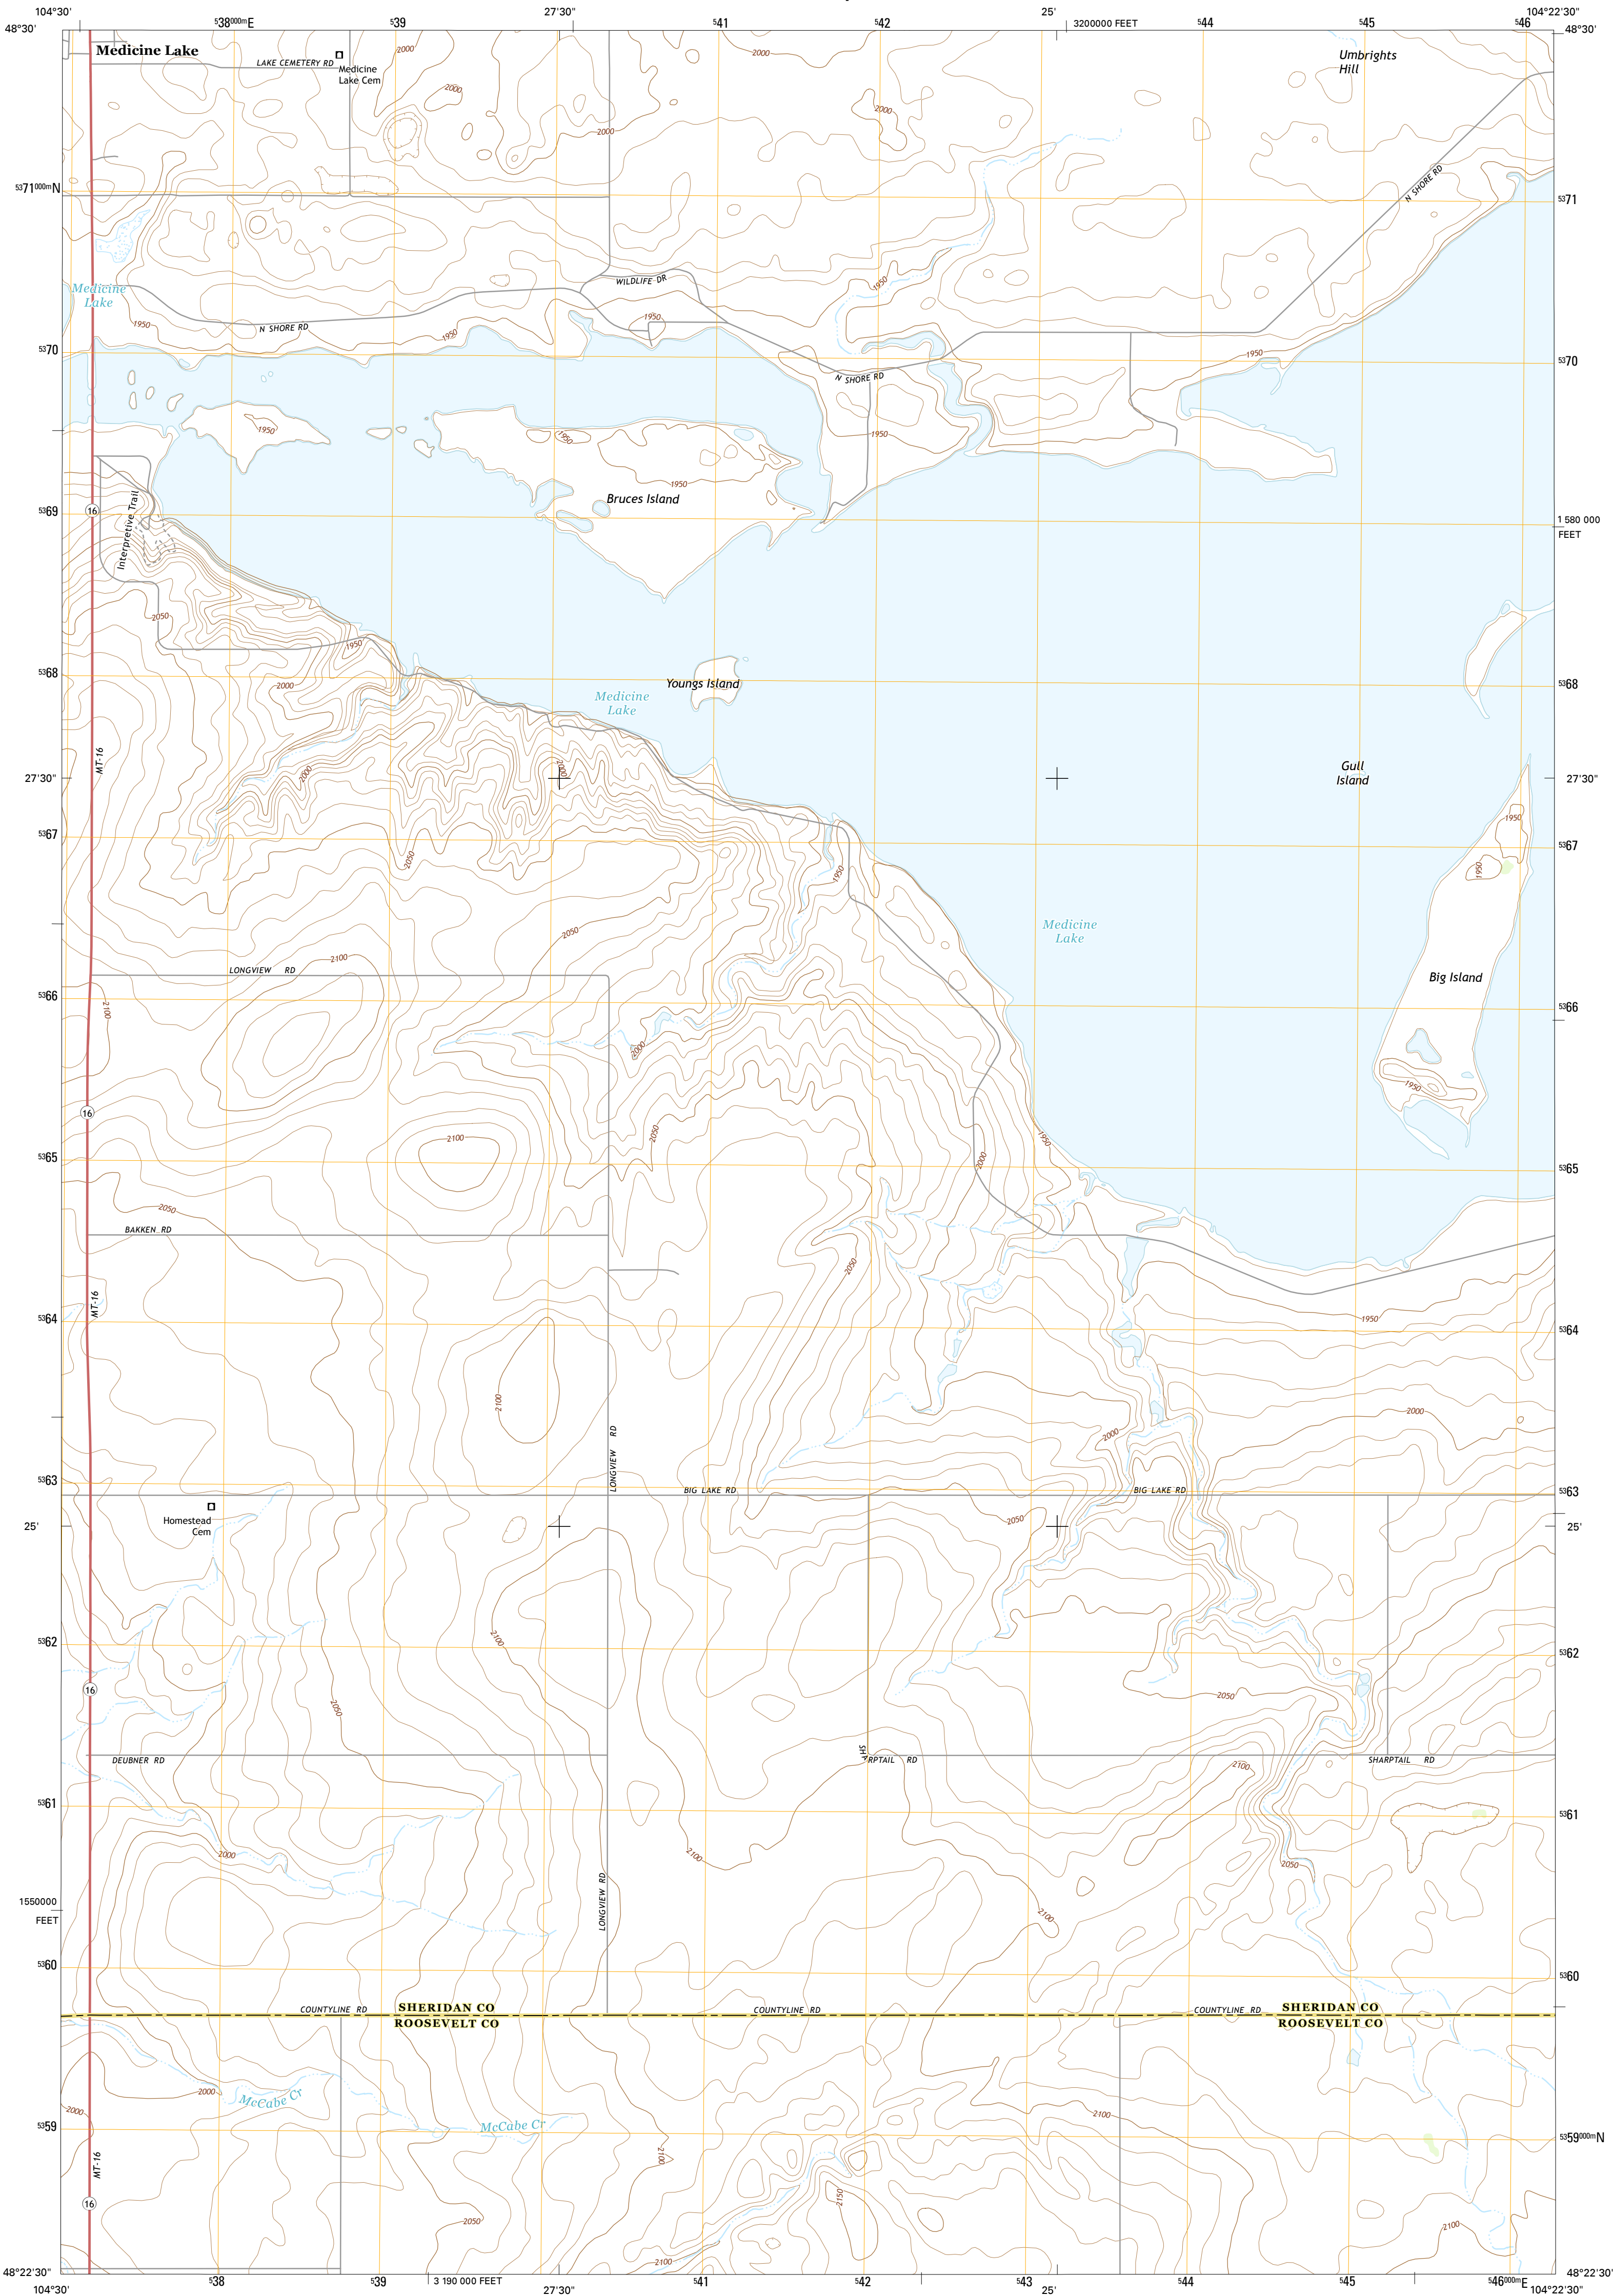 104°30'
⁵38⁰⁰⁰ᵐE
⁵39
27'30"
⁵41
⁵42
25'
3200000 FEET
⁵44
⁵45
⁵46
104°22'30"
48°30'
48°30'
Medicine Lake
LAKE CEMETERY RD
Medicine
Lake Cem
2000
2000
2000
2000
2000
Umbrights
Hill
⁵³71⁰⁰⁰ᵐN
⁵³71
N SHORE RD
Medicine
Lake
WILDLIFE DR
1950
N SHORE RD
1950
1950
1950
⁵³70
⁵³70
1950
N SHORE RD
1950
1950
1950
1950
Bruces Island
⁵³69
16
Interpretive Trail
1 580 000
FEET
2050
1950
⁵³68
2000
Youngs Island
⁵³68
Medicine
Lake
MT-16
27'30"
2000
2000
Gull
Island
27'30"
⁵³67
1950
⁵³67
2050
1950
1950
2050
Medicine
Lake
2100
LONGVIEW RD
Big Island
⁵³66
2100
⁵³66
2000
1950
16
2050
1950
2100
⁵³65
2000
⁵³65
2050
BAKKEN RD
2050
MT-16
⁵³64
1950
⁵³64
2100
2000
2000
LONGVIEW RD
⁵³63
BIG LAKE RD
BIG LAKE RD
⁵³63
Homestead
Cem
2050
25'
25'
2100
⁵³62
⁵³62
16
2050
2050
DEUBNER RD
SHARPTAIL RD
SHARPTAIL RD
2100
⁵³61
⁵³61
2000
2100
2050
1550000
FEET
LONGVIEW RD
2100
⁵³60
⁵³60
COUNTYLINE RD
SHERIDAN CO
COUNTYLINE RD
COUNTYLINE RD
SHERIDAN CO
ROOSEVELT CO
ROOSEVELT CO
2000
McCabe Cr
2000
2100
⁵³59
McCabe Cr
⁵³59⁰⁰⁰ᵐN
MT-16
2100
2150
16
2050
2100
2100
48°22'30"
48°22'30"
104°30'
⁵38
⁵39
3 190 000 FEET
27'30"
⁵41
⁵42
⁵43
25'
⁵44
⁵45
⁵46⁰⁰⁰ᵐE
104°22'30"